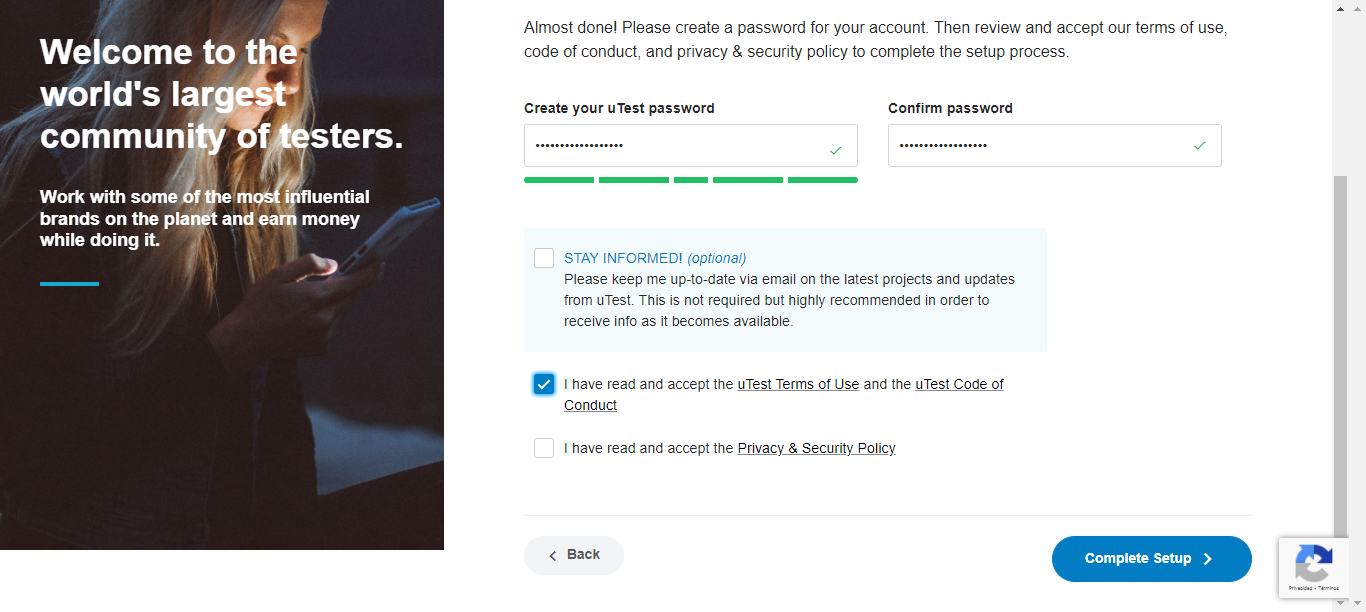 Welcome to the
world's largest
community of testers.
Work with some of the most influential
brands on the planet and earn money
while doing it.
Almost done! Please create a password for your account. Then review and accept our terms of use,
code of conduct, and privacy & security policy to complete the setup process.
Create your uTest password
Confirm password
STAY INFORMED! (optional)
Please keep me up-to-date via email on the latest projects and updates
from uTest. This is not required but highly recommended in order to
receive info as it becomes available.
I have read and accept the uTest Terms of Use and the uTest Code of
Conduct
I have read and accept the Privacy & Security Policy
Back
Complete Setup
Privacidad - Términos